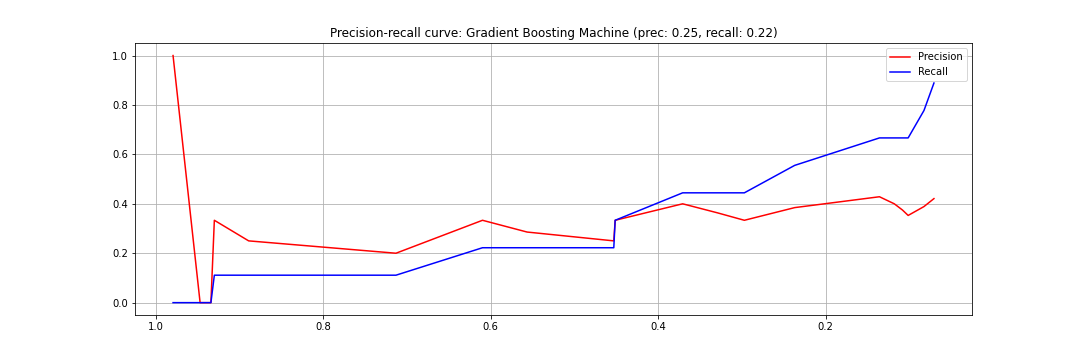 Precision-recall curve: Gradient Boosting Machine (prec: 0.25, recall: 0.22)
Precision
Recall
1.0
0.8
0.6
0.4
0.2
0.0
1.0 0.8 0.6 0.4 0.2